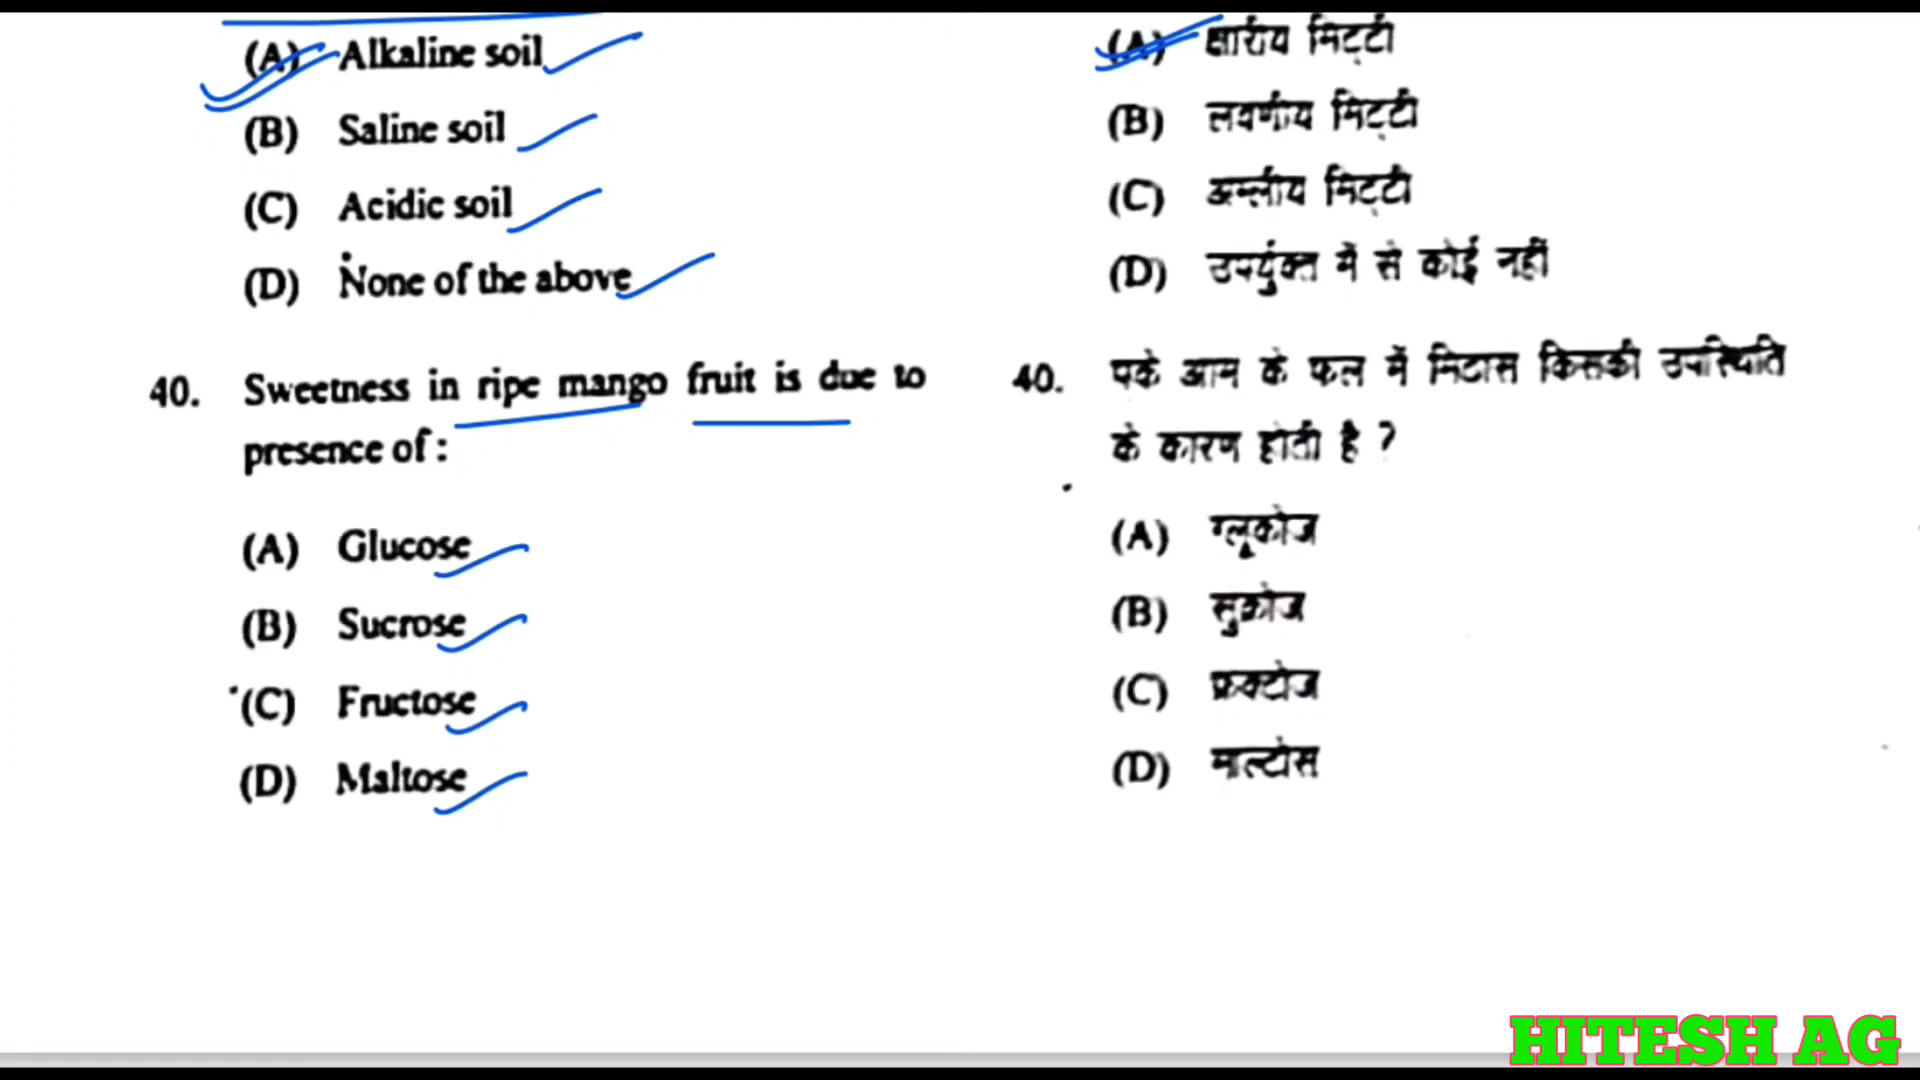 (A) Alkaline soil
(B) Saline soil
(C) Acidic soil
(D) None of the above
40. Sweetness in ripe mango fruit is due to
presence of :
(A) Glucose
(B) Sucrose
(C) Fructose
(D) Maltose
(A) क्षारीय मिट्टी
(B) लवणीय मिट्टी
(C) अम्लीय मिट्टी
(D) उपर्युक्त में से कोई नहीं
40. पके आम के फल में मिठास किसकी उपस्थिति
के कारण होती है ?
(A) ग्लूकोज
(B) सुक्रोज
(C) फ्रक्टोज
(D) माल्टोस
HITESH AG